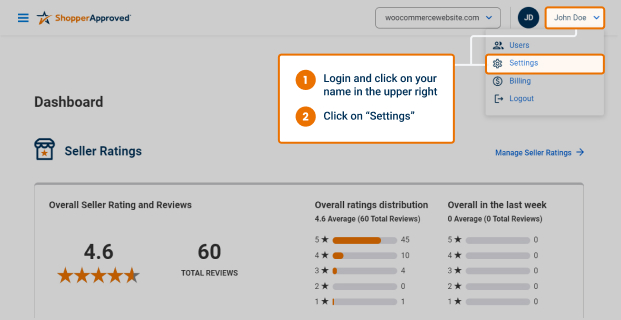 ShopperApproved
woocommercewebsite.com
JD
John Doe
Users
Settings
Billing
Logout
1 Login and click on your
name in the upper right
2 Click on “Settings”
Dashboard
Seller Ratings
Manage Seller Ratings
Overall Seller Rating and Reviews
4.6
60
TOTAL REVIEWS
Overall ratings distribution
4.6 Average (60 Total Reviews)
5 45
4 10
3 4
2 0
1 1
Overall in the last week
0 Average (0 Total Reviews)
5 0
4 0
3 0
2 0
1 0